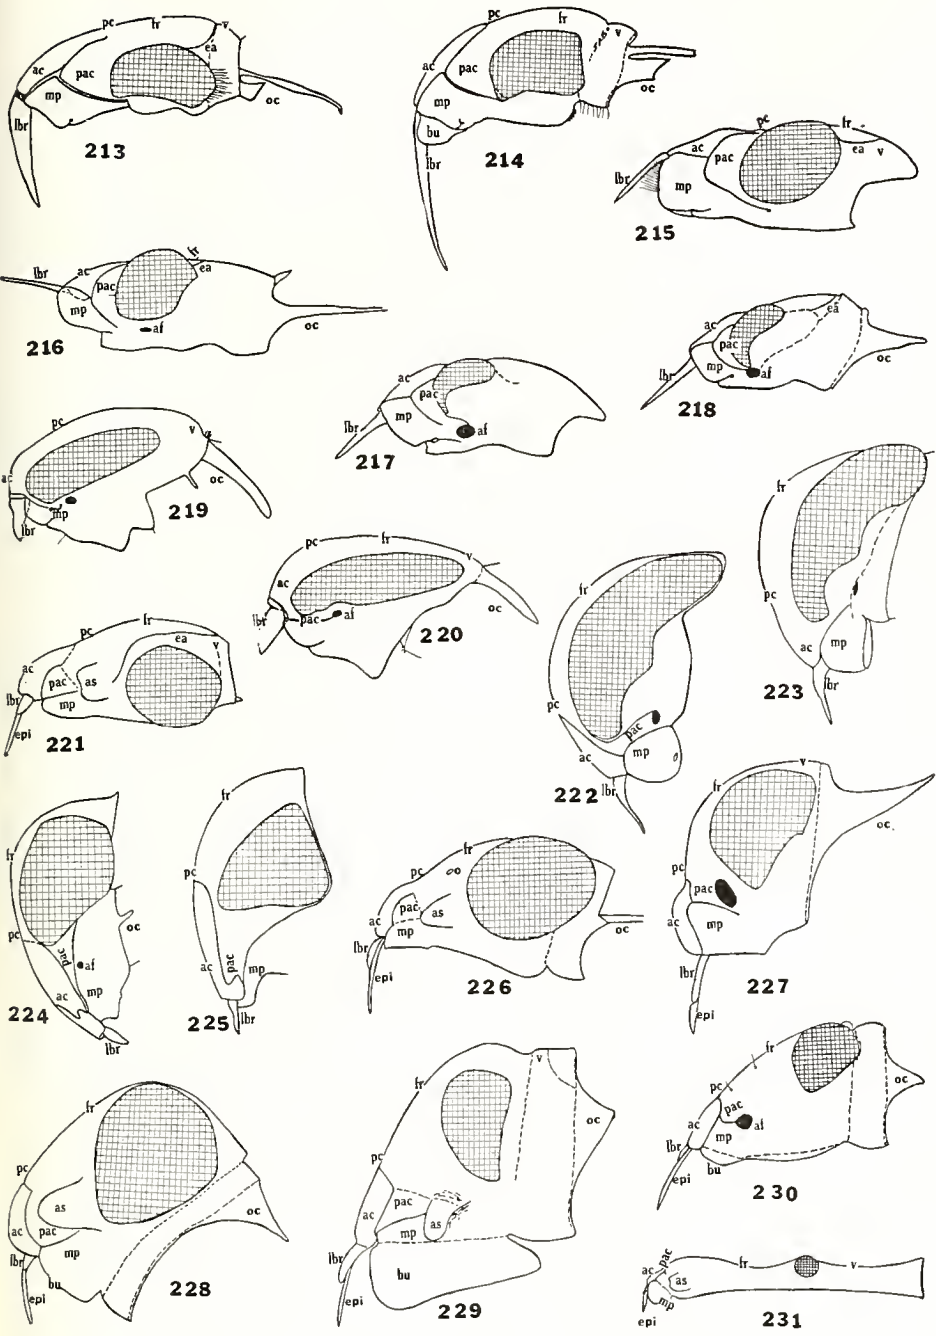 pc fr v
ea
ac pac
mp
lbr
oc
213
pc fr v
ac pac
mp
oc
bu
lbr
214
pc fr
ac pac ea v
lbr mp
215
lbr ac fr
pac ea
mp
af
oc
216
ac
pac
mp
lbr af
217
ea
ac
pac
mp af
lbr
oc
218
pc
v
ac
oc
mp
lbr
219
pc fr
v
ac
lbr pac af
oc
220
pc fr
ea
v
ac
pac as
lbr mp
epi
221
fr
pc
pac
ac mp
lbr
222
fr
pc
ac mp
lbr
223
fr
pc
oc
pac
af
ac mp
lbr
224
fr
pc
ac pac
mp
lbr
225
fr
pac
ac as
mp
lbr
epi
oc
226
v
fr
oc
pc
pac
ac mp
lbr
epi
227
fr
pc
as
ac pac
mp
oc
lbr bu
epi
228
v
fr
oc
pc
pac
ac as
mp
lbr
bu
epi
229
fr
pc
pac
oc
ac af
mp
lbr bu
epi
230
pac fr v
ac
as
mp
epi
231